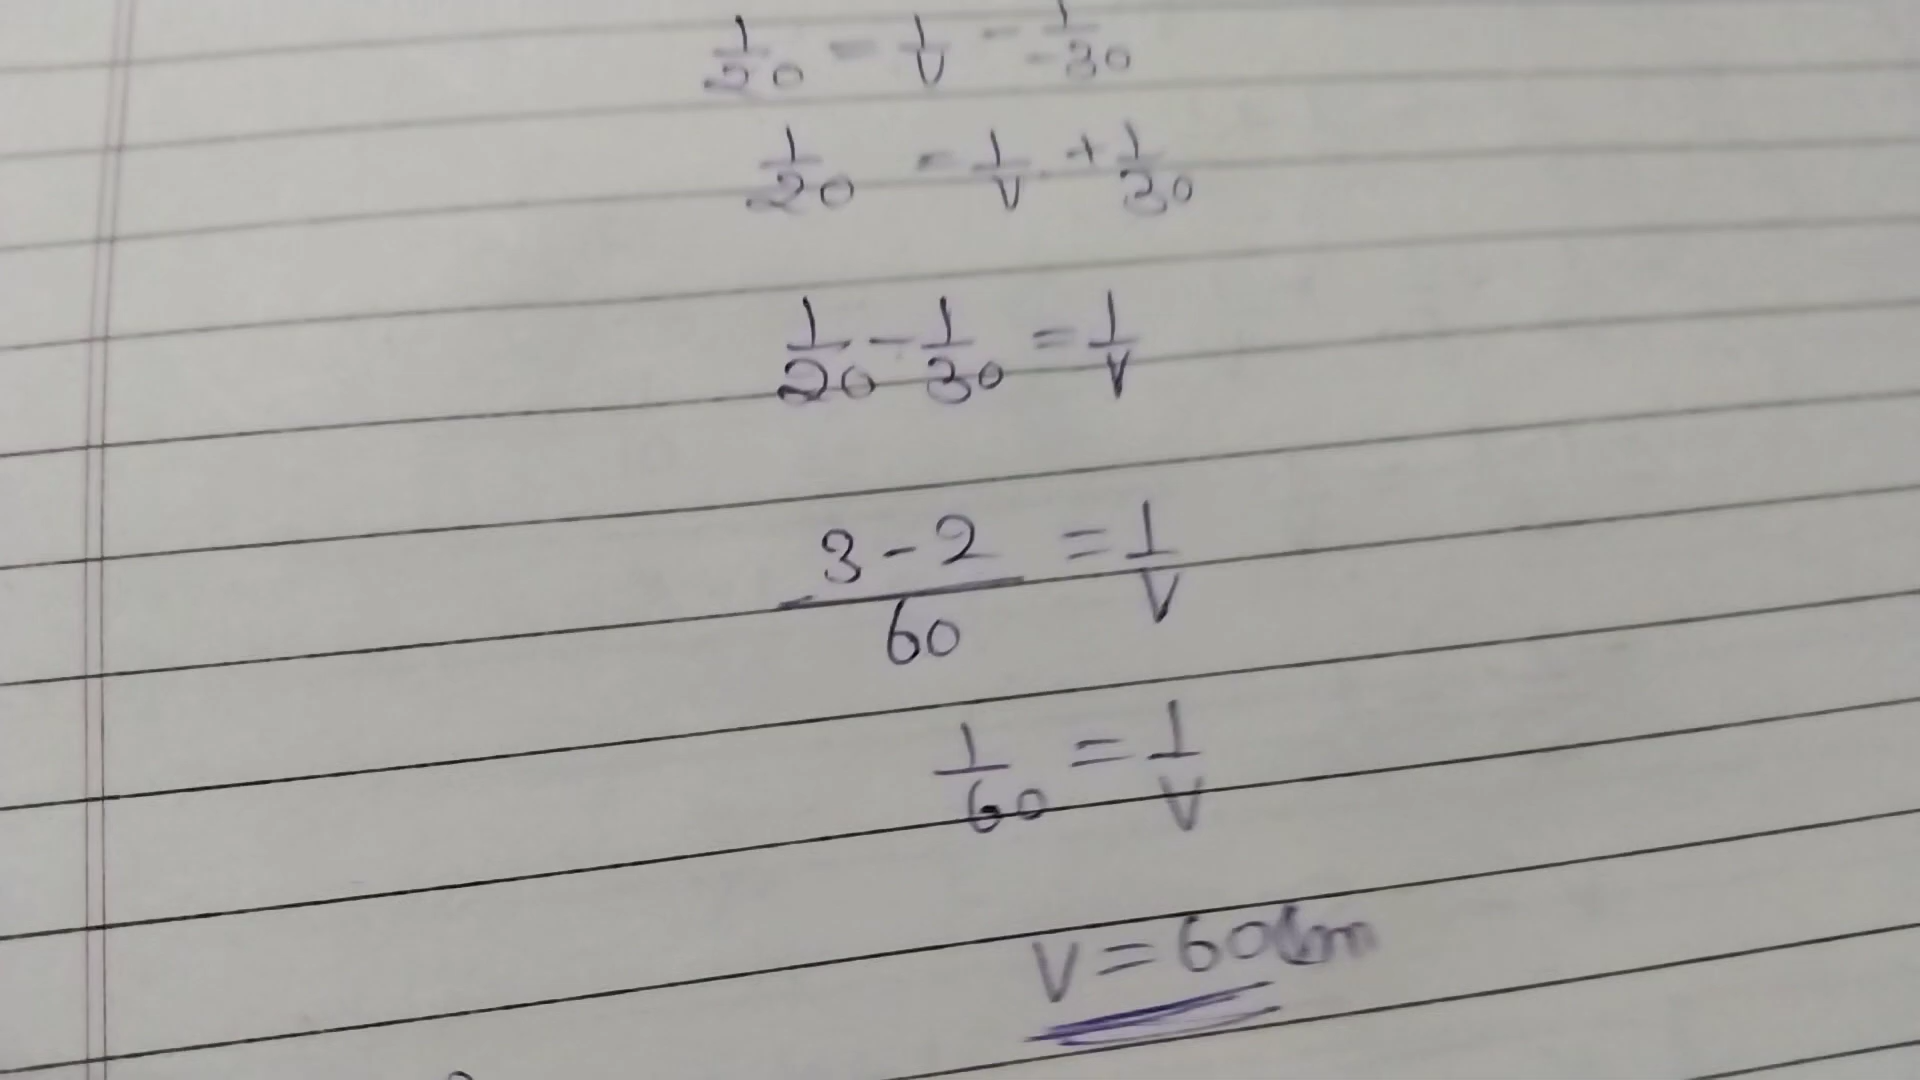 1/20 = 1/V - 1/-30
1/20 = 1/V + 1/30
1/20 - 1/30 = 1/V
3-2/60 = 1/V
1/60 = 1/V
V = 60cm